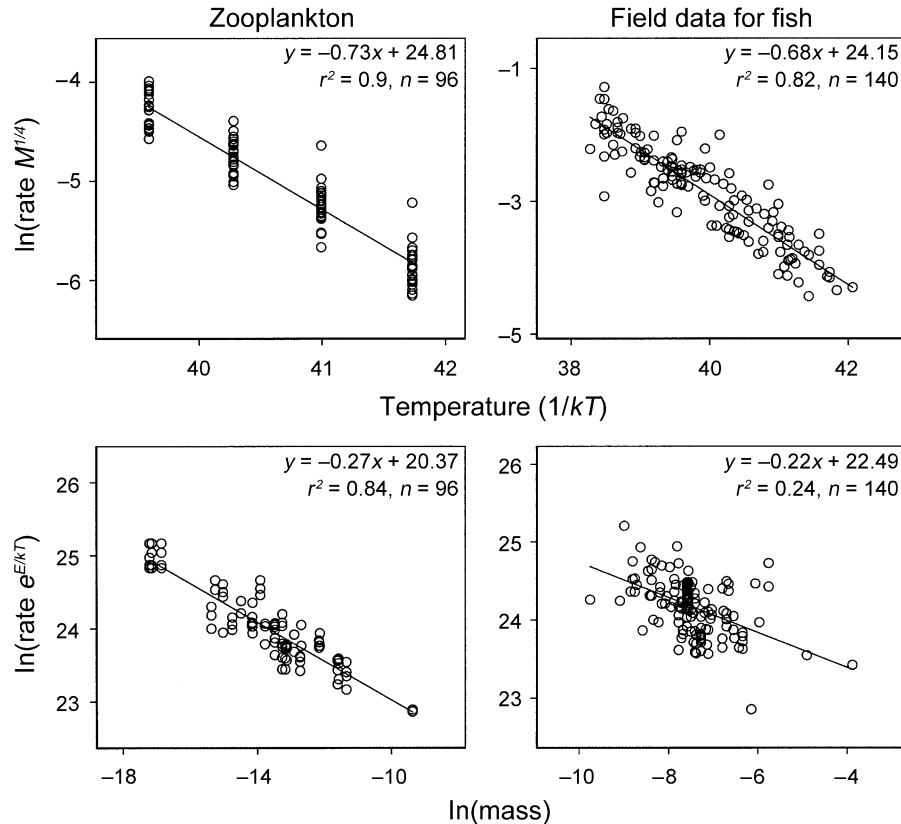 Zooplankton
y = −0.73x + 24.81
r² = 0.9, n = 96
ln(rate M^1/4)
−4
−5
−6
40
41
42
Field data for fish
y = −0.68x + 24.15
r² = 0.82, n = 140
−1
−3
−5
38
40
42
Temperature (1/kT)
y = −0.27x + 20.37
r² = 0.84, n = 96
ln(rate e^E/kT)
26
25
24
23
−18
−14
−10
y = −0.22x + 22.49
r² = 0.24, n = 140
26
25
24
23
−10
−8
−6
−4
ln(mass)